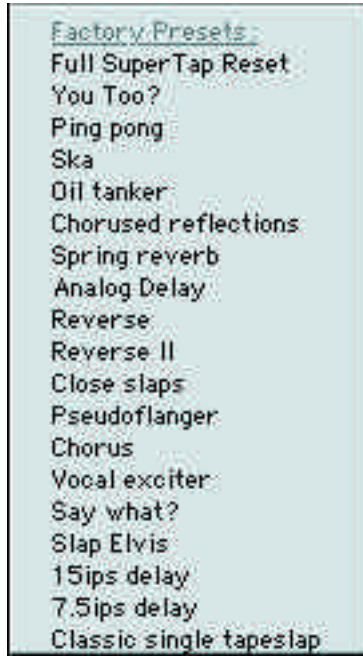 Factory Presets:
Full SuperTap Reset
You Too?
Ping pong
Ska
Oil tanker
Chorused reflections
Spring reverb
Analog Delay
Reverse
Reverse II
Close slaps
Pseudoflanger
Chorus
Vocal exciter
Say what?
Slap Elvis
15ips delay
7.5ips delay
Classic single tapeslap